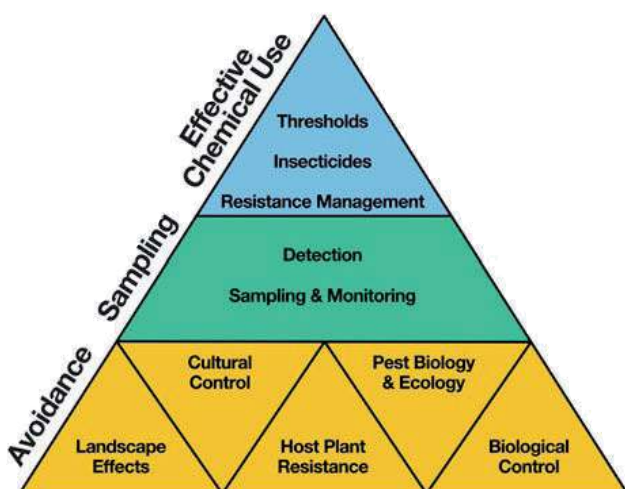 Effective
Chemical Use
Thresholds
Insecticides
Resistance Management
Sampling
Detection
Sampling & Monitoring
Avoidance
Cultural
Control
Pest Biology
& Ecology
Landscape
Effects
Host Plant
Resistance
Biological
Control